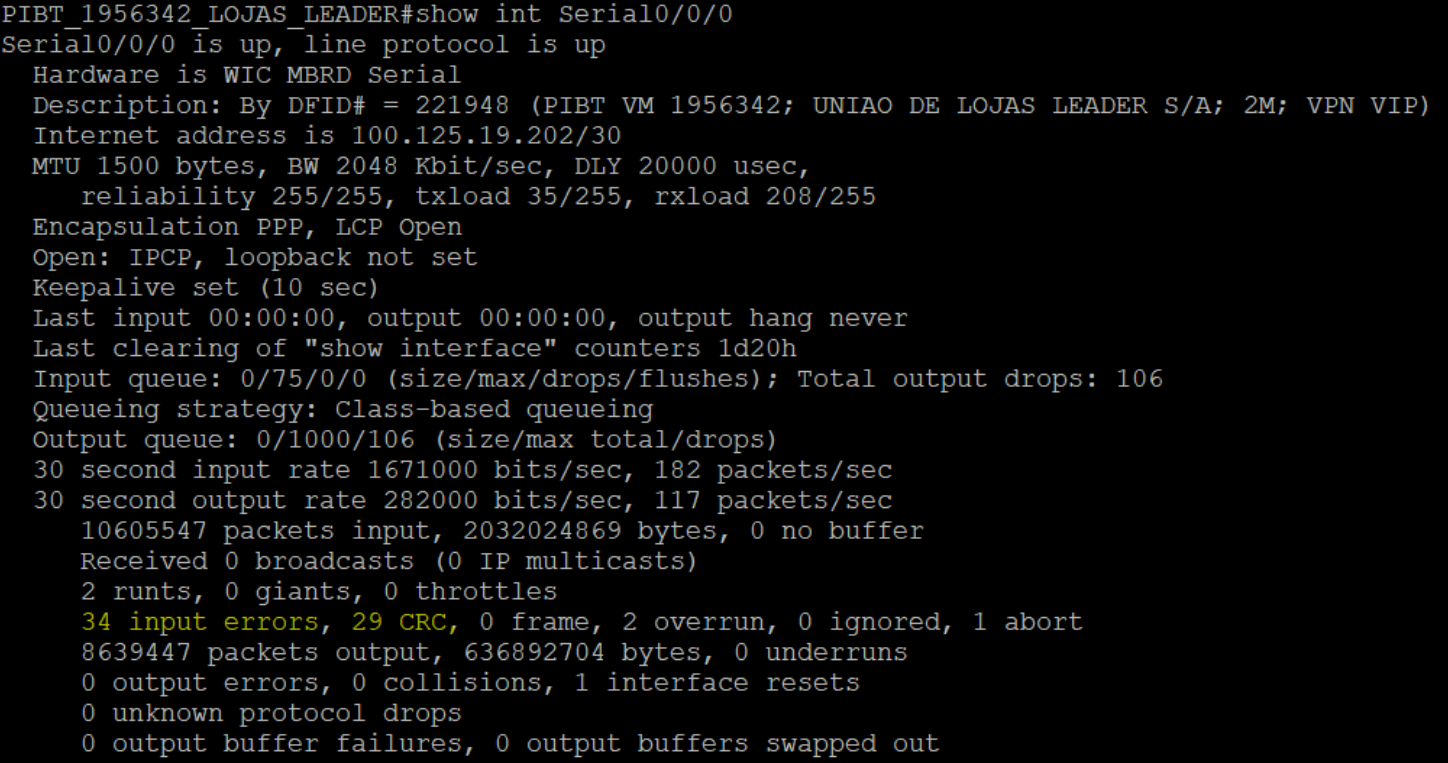 PIBT_1956342_LOJAS_LEADER#show int Serial0/0/0
Serial0/0/0 is up, line protocol is up
  Hardware is WIC MBRD Serial
  Description: By DFID# = 221948 (PIBT VM 1956342; UNIAO DE LOJAS LEADER S/A; 2M; VPN VIP)
  Internet address is 100.125.19.202/30
  MTU 1500 bytes, BW 2048 Kbit/sec, DLY 20000 usec,
     reliability 255/255, txload 35/255, rxload 208/255
  Encapsulation PPP, LCP Open
  Open: IPCP, loopback not set
  Keepalive set (10 sec)
  Last input 00:00:00, output 00:00:00, output hang never
  Last clearing of "show interface" counters 1d20h
  Input queue: 0/75/0/0 (size/max/drops/flushes); Total output drops: 106
  Queueing strategy: Class-based queueing
  Output queue: 0/1000/106 (size/max total/drops)
  30 second input rate 1671000 bits/sec, 182 packets/sec
  30 second output rate 282000 bits/sec, 117 packets/sec
     10605547 packets input, 2032024869 bytes, 0 no buffer
     Received 0 broadcasts (0 IP multicasts)
     2 runts, 0 giants, 0 throttles
     34 input errors, 29 CRC, 0 frame, 2 overrun, 0 ignored, 1 abort
     8639447 packets output, 636892704 bytes, 0 underruns
     0 output errors, 0 collisions, 1 interface resets
     0 unknown protocol drops
     0 output buffer failures, 0 output buffers swapped out